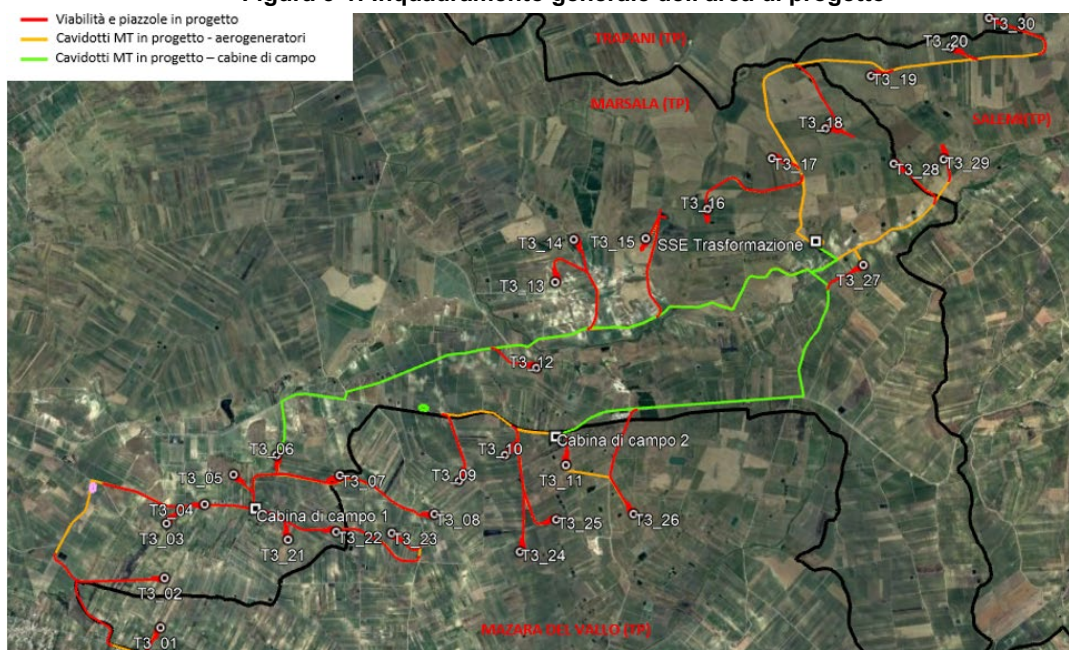 Figura 3-1: Inquadramento generale dell'area di progetto
Viabilità e piazzole in progetto
Cavidotti MT in progetto - aerogeneratori
Cavidotti MT in progetto – cabine di campo
TRAPANI (TP)
T3_30
T3_20
T3_19
MARSALA (TP)
SALEMI(TP)
T3_18
T3_17
T3_28
T3_29
T3_16
T3_14
T3_15
SSE Trasformazione
T3_13
T3_27
T3_12
T3_06
T3_10
Cabina di campo 2
T3_05
T3_07
T3_09
T3_11
T3_04
Cabina di campo 1
T3_08
T3_25
T3_26
T3_03
T3_21
T3_22
T3_23
T3_24
T3_02
T3_01
MAZARA DEL VALLO (TP)